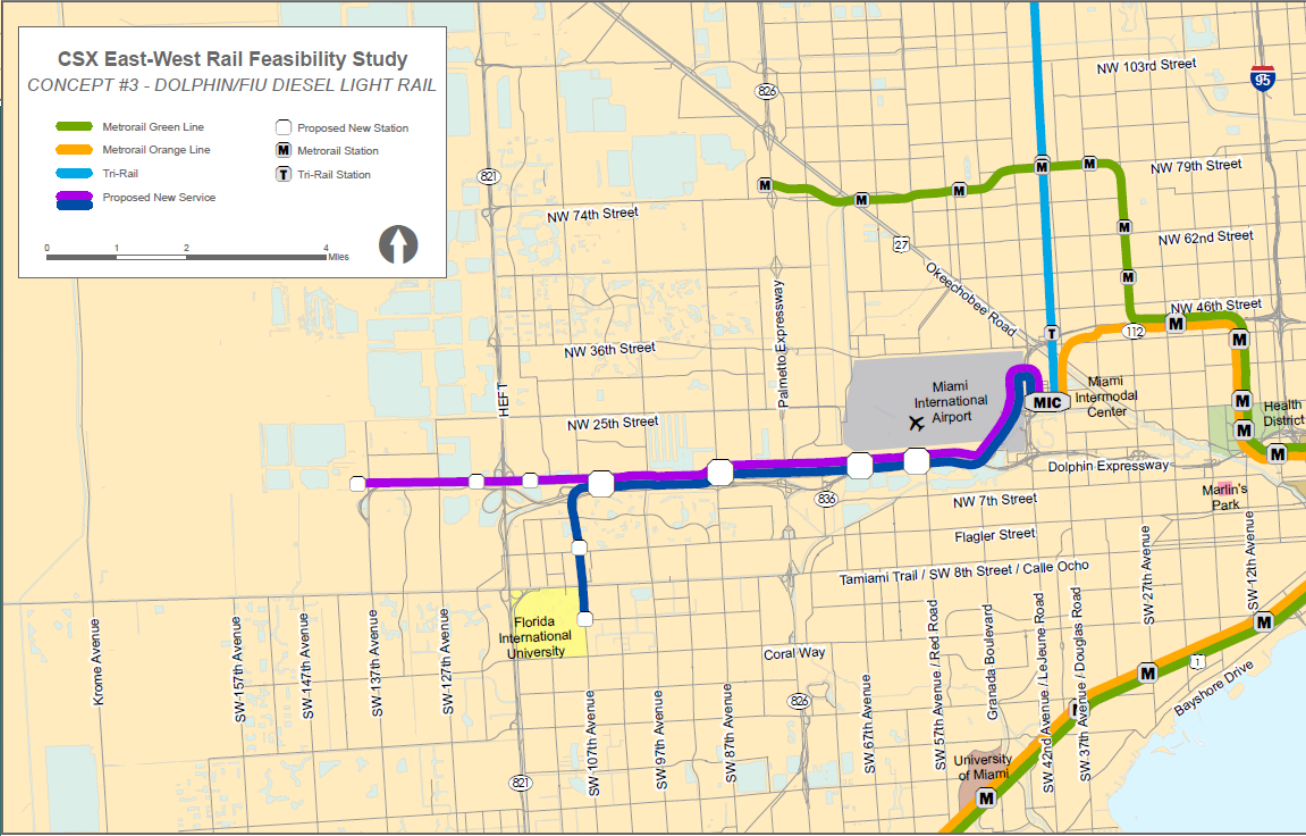 CSX East-West Rail Feasibility Study
CONCEPT #3 - DOLPHIN/FIU DIESEL LIGHT RAIL
Metrorail Green Line
Metrorail Orange Line
Tri-Rail
Proposed New Service
Proposed New Station
M Metrorail Station
T Tri-Rail Station
0 1 2 4 Miles
NW 103rd Street
95
826
821
M
M
M
M
M
NW 79th Street
NW 74th Street
M
NW 62nd Street
27
M
Okeechobee Road
NW 46th Street
T
112
M
M
Palmetto Expressway
NW 36th Street
HEFT
Miami
International
Airport
MIC
Miami
Intermodal
Center
M
Health
District
M
M
NW 25th Street
Dolphin Expressway
836
NW 7th Street
Marlin's
Park
Flagler Street
Tamiami Trail / SW 8th Street / Calle Ocho
Florida
International
University
Coral Way
Krome Avenue
SW 157th Avenue
SW 147th Avenue
SW 137th Avenue
SW 127th Avenue
SW 107th Avenue
SW 97th Avenue
SW 87th Avenue
826
SW 67th Avenue
SW 57th Avenue / Red Road
Granada Boulevard
SW 42nd Avenue / LeJeune Road
SW 37th Avenue / Douglas Road
SW 27th Avenue
SW 12th Avenue
M
M
1
Bayshore Drive
M
University
of Miami
M
821